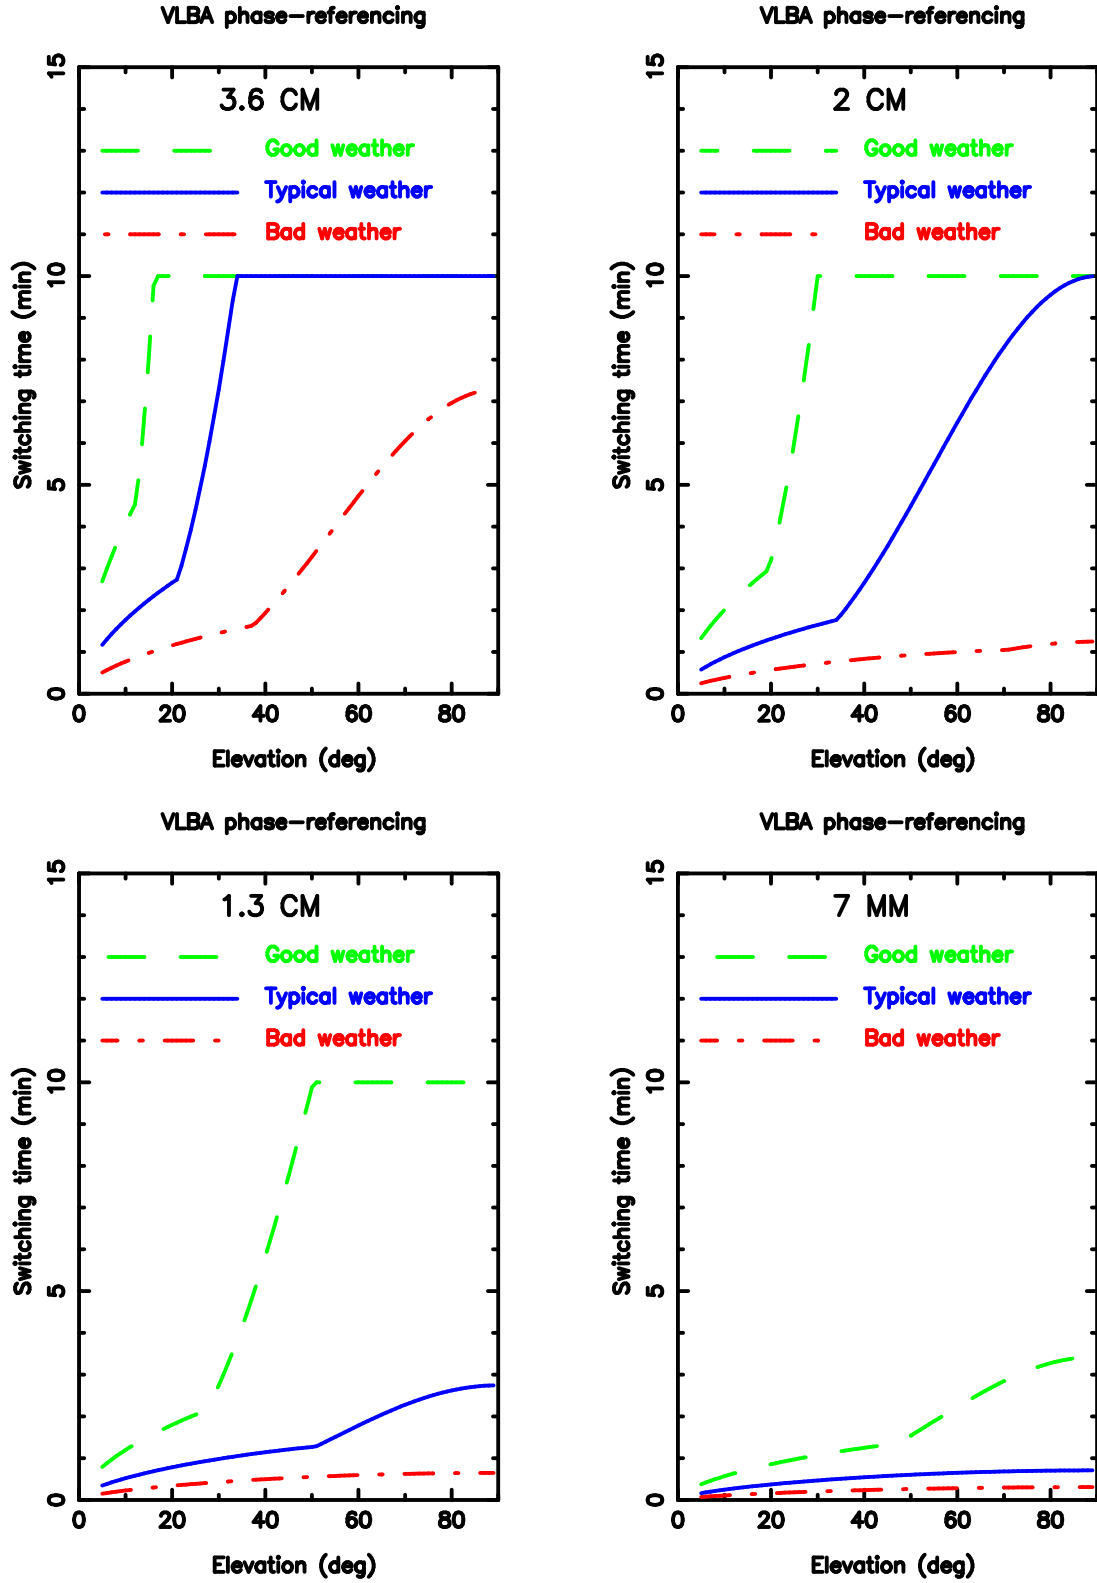 VLBA phase-referencing
3.6 CM
Good weather
Typical weather
Bad weather
Switching time (min)
0
5
10
15
0 20 40 60 80
Elevation (deg)
VLBA phase-referencing
2 CM
Good weather
Typical weather
Bad weather
Switching time (min)
0
5
10
15
0 20 40 60 80
Elevation (deg)
VLBA phase-referencing
1.3 CM
Good weather
Typical weather
Bad weather
Switching time (min)
0
5
10
15
0 20 40 60 80
Elevation (deg)
VLBA phase-referencing
7 MM
Good weather
Typical weather
Bad weather
Switching time (min)
0
5
10
15
0 20 40 60 80
Elevation (deg)